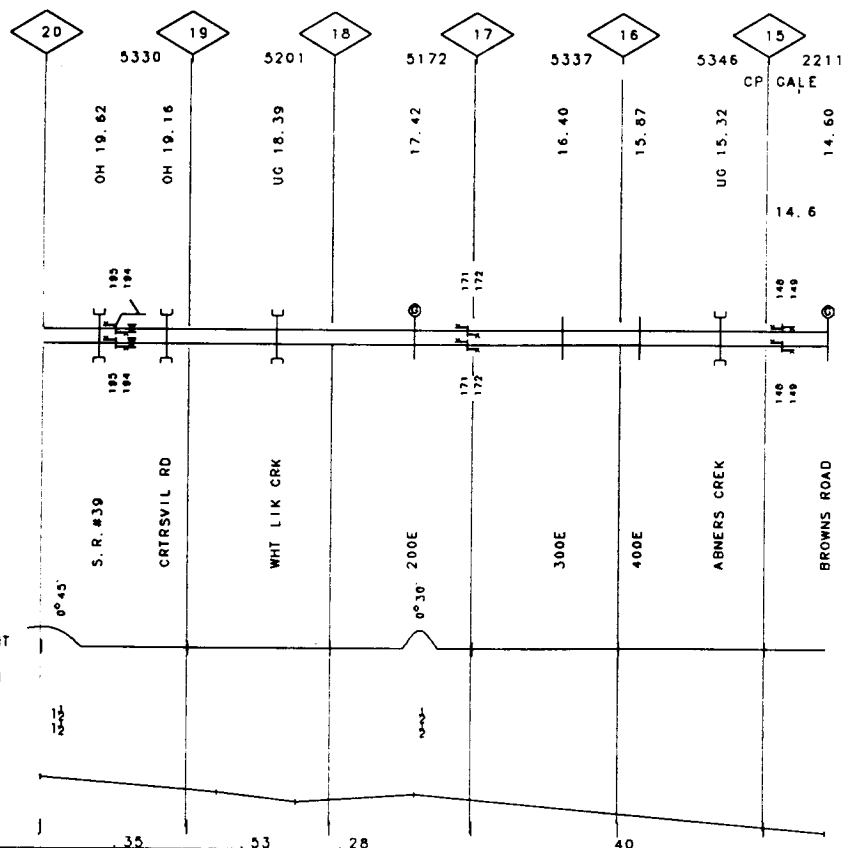 20 19 18 17 16 15
5330 5201 5172 5337 5346 2211
CP GALE
OH 19.62
OH 19.16
UG 18.39
17.42
16.40
15.87
UG 15.32
14.60
14.6
195
194
171
172
148
149
G
G
195
194
171
172
148
149
S.R. #39
CRTRSVIL RD
WHT LIK CRK
200E
300E
400E
ABNERS CREK
BROWNS ROAD
0°45'
0°30'
1½
1½
½
½
.35 .53 .28 .40